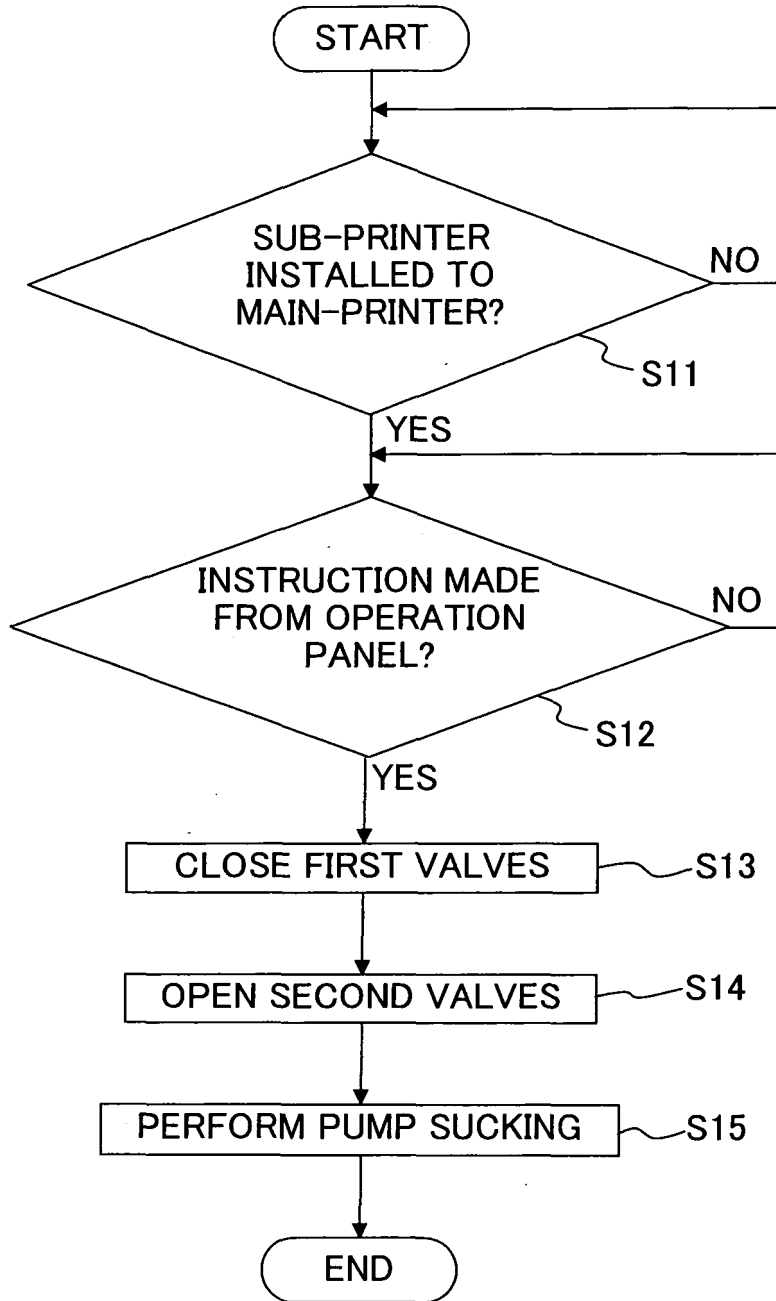 START
SUB-PRINTER
INSTALLED TO
MAIN-PRINTER?
NO
S11
YES
INSTRUCTION MADE
FROM OPERATION
PANEL?
NO
S12
YES
CLOSE FIRST VALVES
S13
OPEN SECOND VALVES
S14
PERFORM PUMP SUCKING
S15
END